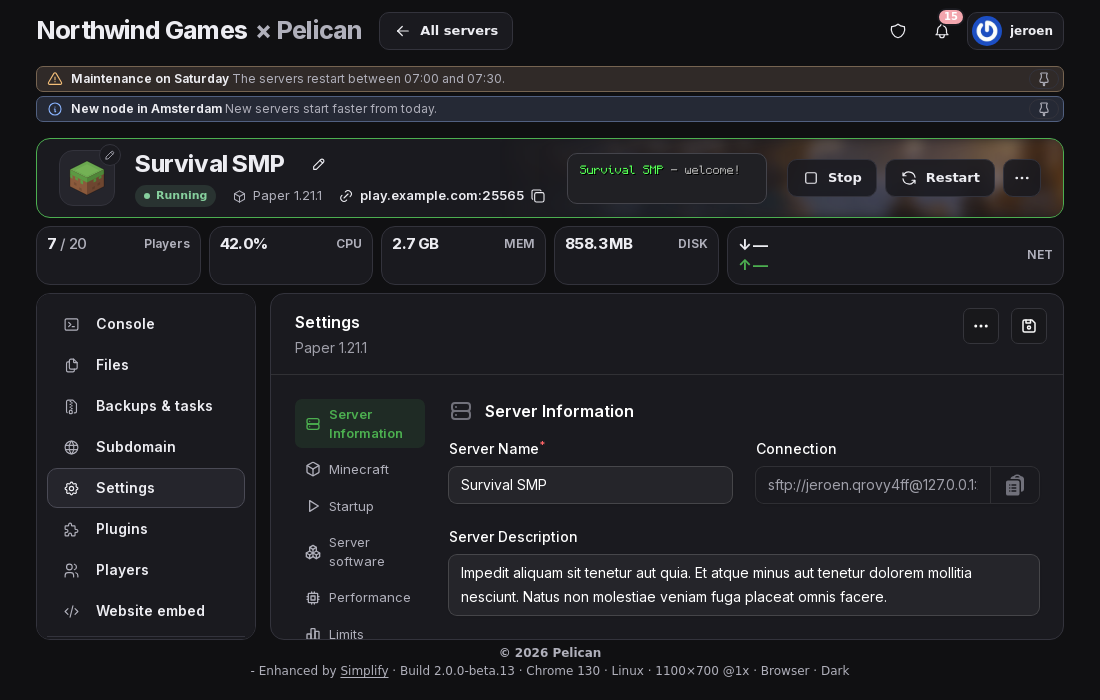 Northwind Games × Pelican
All servers
15
jeroen
Maintenance on Saturday The servers restart between 07:00 and 07:30.
New node in Amsterdam New servers start faster from today.
Survival SMP
Running
Paper 1.21.1
play.example.com:25565
Survival SMP — welcome!
Stop
Restart
7 / 20
Players
42.0%
CPU
2.7 GB
MEM
858.3 MB
DISK
↓—
↑—
NET
Console
Files
Backups & tasks
Subdomain
Settings
Plugins
Players
Website embed
Settings
Paper 1.21.1
Server
Information
Minecraft
Startup
Server
software
Performance
Limits
Server Information
Server Name*
Survival SMP
Connection
sftp://jeroen.qrovy4ff@127.0.0.1:
Server Description
Impedit aliquam sit tenetur aut quia. Et atque minus aut tenetur dolorem mollitia
nesciunt. Natus non molestiae veniam fuga placeat omnis facere.
© 2026 Pelican
- Enhanced by Simplify · Build 2.0.0-beta.13 · Chrome 130 · Linux · 1100×700 @1x · Browser · Dark